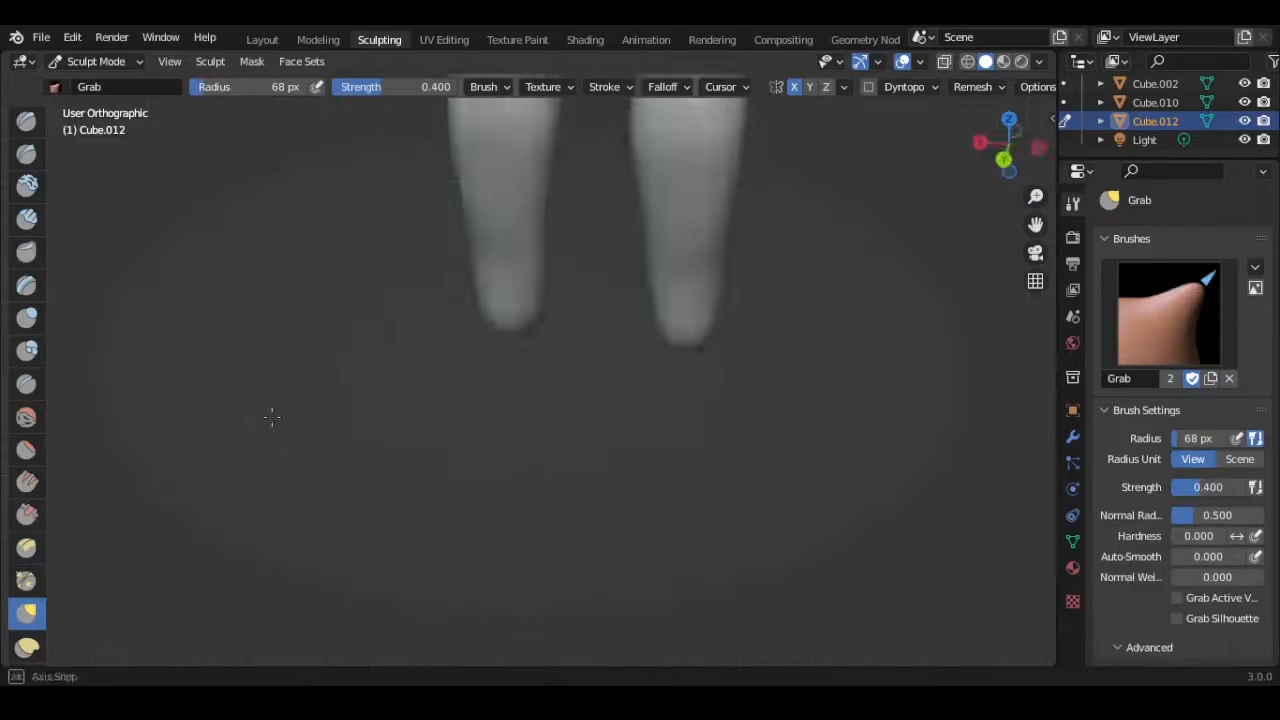 File Edit Render Window Help Layout Modeling Sculpting UV Editing Texture Paint Shading Animation Rendering Compositing Geometry Nod Scene ViewLayer
Sculpt Mode View Sculpt Mask Face Sets
Grab Radius 68 px Strength 0.400 Brush Texture Stroke Falloff Cursor X Y Z Dyntopo Remesh Options
User Orthographic
(1) Cube.012
Z
Y
Cube.002
Cube.010
Cube.012
Light
Grab
Brushes
Grab 2
Brush Settings
Radius 68 px
Radius Unit View Scene
Strength 0.400
Normal Rad... 0.500
Hardness 0.000
Auto-Smooth 0.000
Normal Wei... 0.000
Grab Active V...
Grab Silhouette
Advanced
Axis Snap 3.0.0